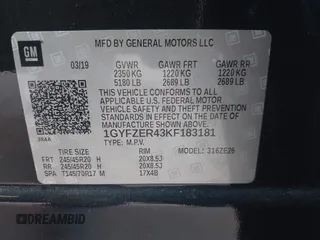 GM
MFD BY GENERAL MOTORS LLC
03/19 GVWR GAWR FRT GAWR RR
2350 KG 1220 KG 1220 KG
5180 LB 2689 LB 2689 LB
THIS VEHICLE CONFORMS TO ALL
APPLICABLE U.S. FEDERAL MOTOR
VEHICLE SAFETY, BUMPER, AND
THEFT PREVENTION STANDARDS
IN EFFECT ON THE DATE OF
MANUFACTURE SHOWN ABOVE.
1GYFZER43KF183181
TYPE: M.P.V. MODEL: 316ZE26
TIRE SIZE RIM
FRT 245/45R20 H 20X8.5J
RR 245/45R20 H 20X8.5J
SPA T145/70R17 M 17X4B